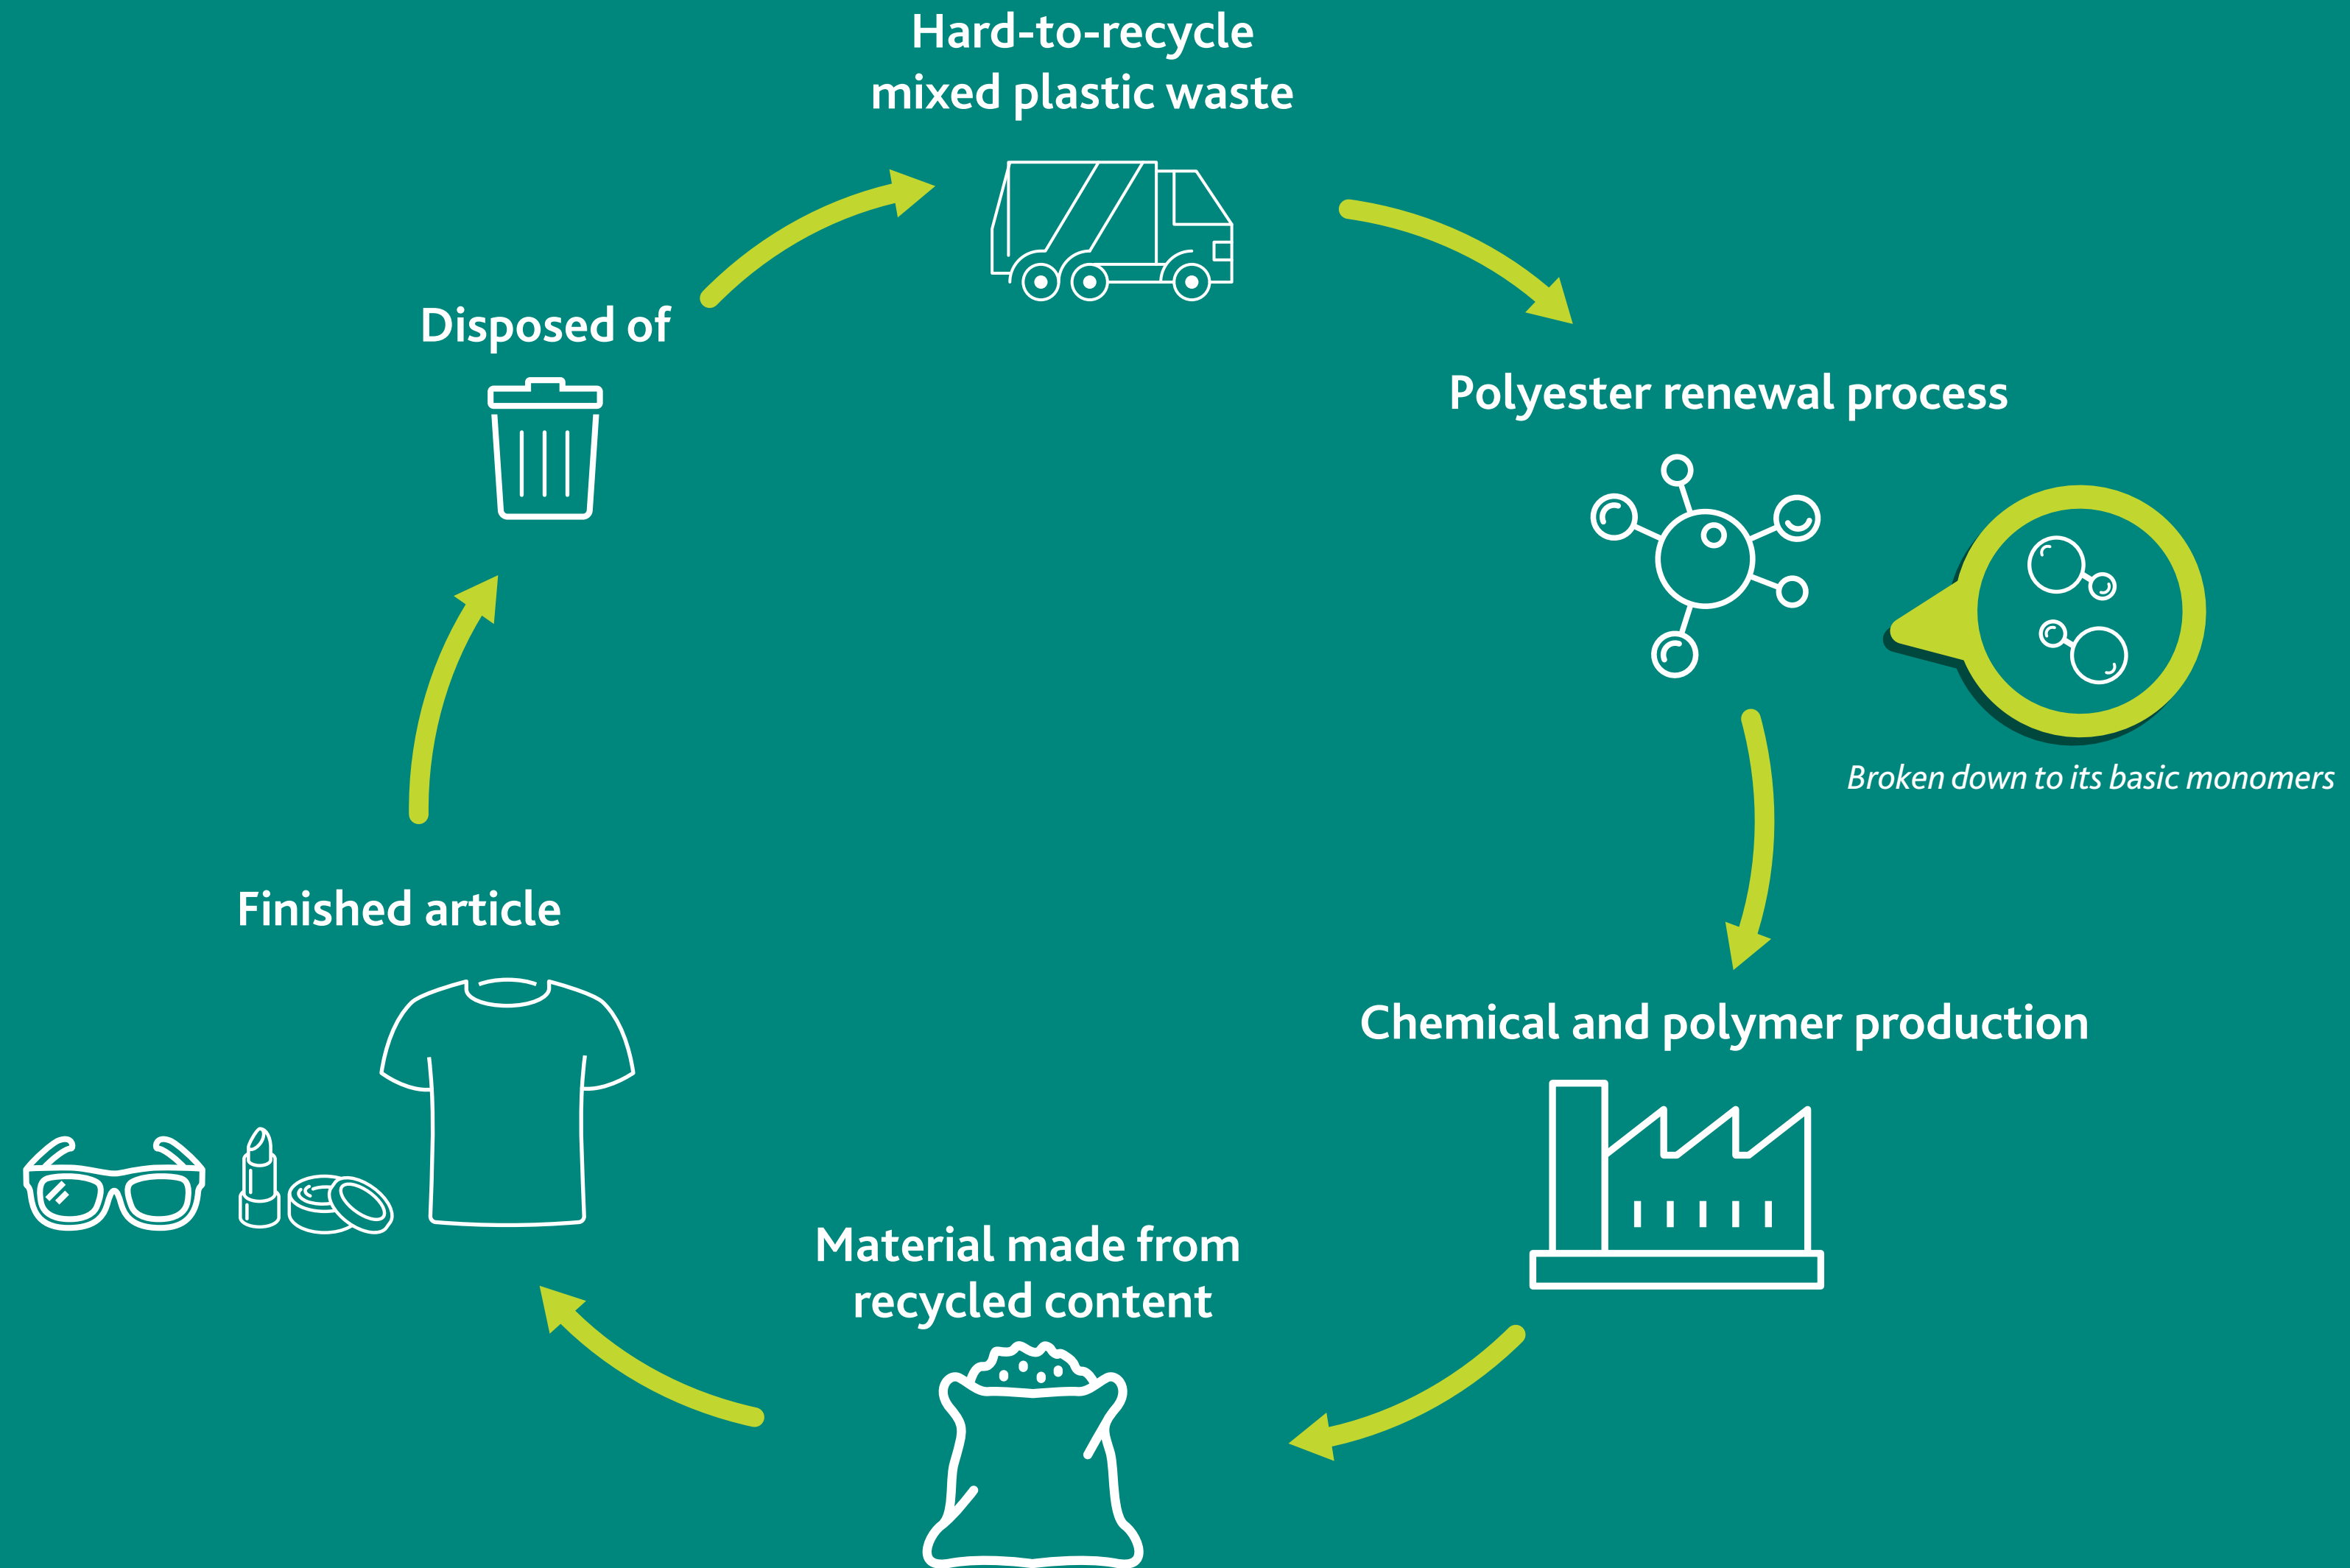 Hard-to-recycle
mixed plastic waste
Disposed of
Polyester renewal process
Broken down to its basic monomers
Finished article
Chemical and polymer production
Material made from
recycled content